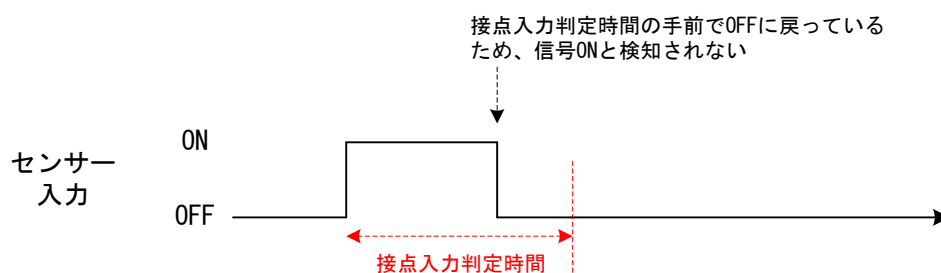 接点入力判定時間の手前でOFFに戻っている
ため、信号ONと検知されない
ON
センサー
入力
OFF
接点入力判定時間